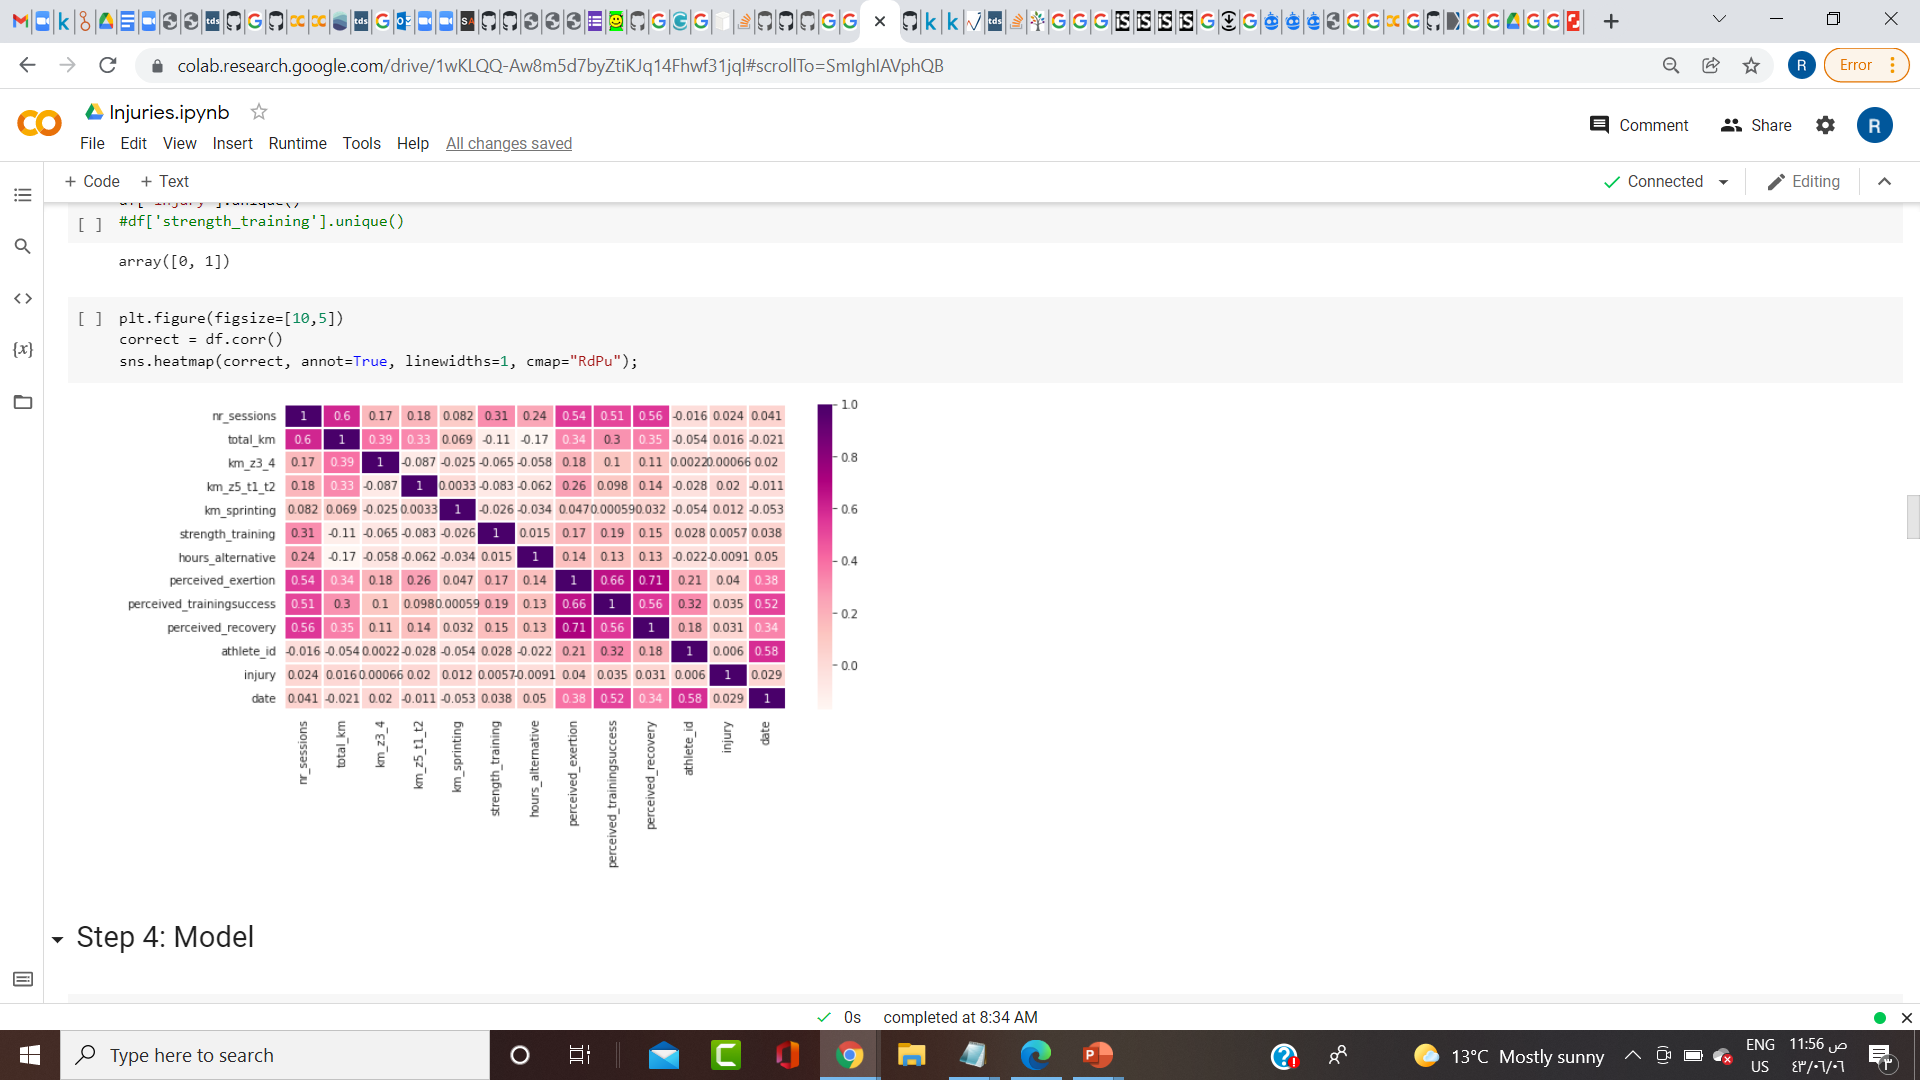 colab.research.google.com/drive/1wKLQQ-Aw8m5d7byZtiKJq14Fhwf31jql#scrollTo=SmIghIAVphQB
R
Error
CO
Injuries.ipynb
Comment
Share
R
File Edit View Insert Runtime Tools Help All changes saved
+ Code + Text
Connected
Editing
[ ] #df['strength_training'].unique()
array([0, 1])
[ ] plt.figure(figsize=[10,5])
correct = df.corr()
sns.heatmap(correct, annot=True, linewidths=1, cmap="RdPu");
nr_sessions 1 0.6 0.17 0.18 0.082 0.31 0.24 0.54 0.51 0.56 -0.016 0.024 0.041
total_km 0.6 1 0.39 0.33 0.069 -0.11 -0.17 0.34 0.3 0.35 -0.054 0.016 -0.021
km_z3_4 0.17 0.39 1 -0.087 -0.025 -0.065 -0.058 0.18 0.1 0.11 0.0022 0.00066 0.02
km_z5_t1_t2 0.18 0.33 -0.087 1 0.0033 -0.083 -0.062 0.26 0.098 0.14 -0.028 0.02 -0.011
km_sprinting 0.082 0.069 -0.025 0.0033 1 -0.026 -0.034 0.047 0.00059 0.032 -0.054 0.012 -0.053
strength_training 0.31 -0.11 -0.065 -0.083 -0.026 1 0.015 0.17 0.19 0.15 0.028 0.0057 0.038
hours_alternative 0.24 -0.17 -0.058 -0.062 -0.034 0.015 1 0.14 0.13 0.13 -0.022 -0.0091 0.05
perceived_exertion 0.54 0.34 0.18 0.26 0.047 0.17 0.14 1 0.66 0.71 0.21 0.04 0.38
perceived_trainingsuccess 0.51 0.3 0.1 0.098 0.00059 0.19 0.13 0.66 1 0.56 0.32 0.035 0.52
perceived_recovery 0.56 0.35 0.11 0.14 0.032 0.15 0.13 0.71 0.56 1 0.18 0.031 0.34
athlete_id -0.016 -0.054 0.0022 -0.028 -0.054 0.028 -0.022 0.21 0.32 0.18 1 0.006 0.58
injury 0.024 0.016 0.00066 0.02 0.012 0.0057 -0.0091 0.04 0.035 0.031 0.006 1 0.029
date 0.041 -0.021 0.02 -0.011 -0.053 0.038 0.05 0.38 0.52 0.34 0.58 0.029 1
nr_sessions total_km km_z3_4 km_z5_t1_t2 km_sprinting strength_training hours_alternative perceived_exertion perceived_trainingsuccess perceived_recovery athlete_id injury date
1.0
0.8
0.6
0.4
0.2
0.0
Step 4: Model
0s completed at 8:34 AM
Type here to search
13°C Mostly sunny
ENG
US
11:56 ص
٤٣/٠٦/٠٦